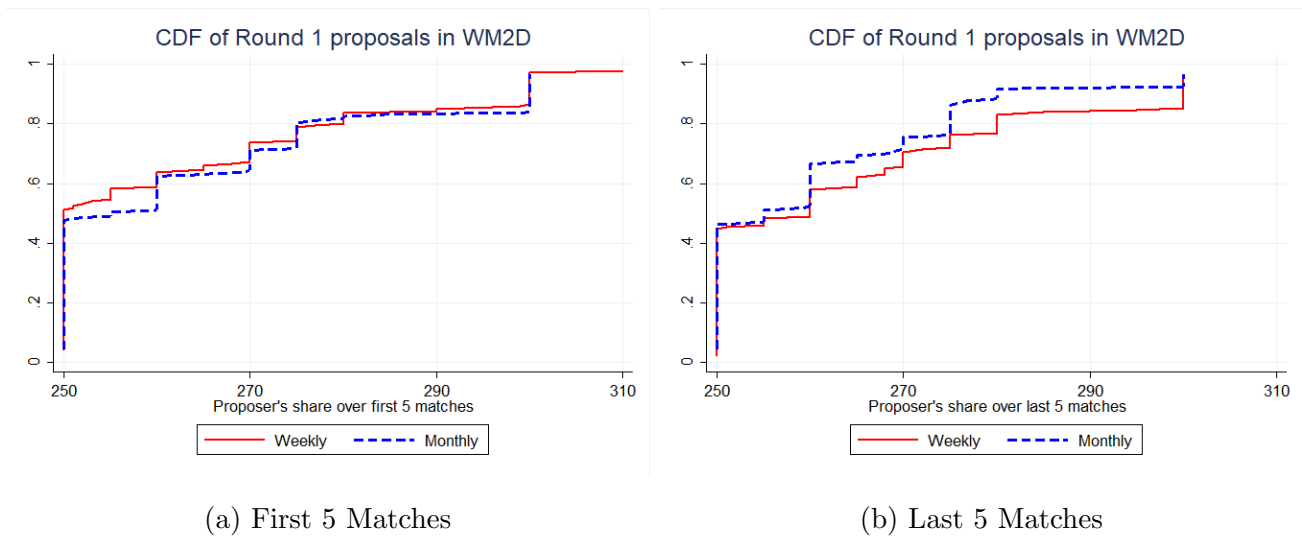 CDF of Round 1 proposals in WM2D
1
.8
.6
.4
.2
0
250
270
290
310
Proposer's share over first 5 matches
Weekly
Monthly
(a) First 5 Matches
CDF of Round 1 proposals in WM2D
1
.8
.6
.4
.2
0
250
270
290
310
Proposer's share over last 5 matches
Weekly
Monthly
(b) Last 5 Matches